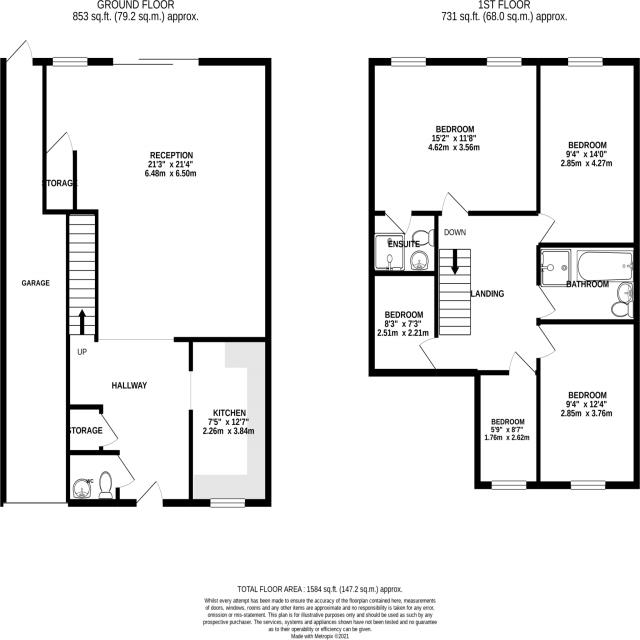 GROUND FLOOR
853 sq.ft. (79.2 sq.m.) approx.
1ST FLOOR
731 sq.ft. (68.0 sq.m.) approx.
RECEPTION
21'3" x 21'4"
6.48m x 6.50m
STORAGE
GARAGE
UP
HALLWAY
STORAGE
WC
KITCHEN
7'5" x 12'7"
2.26m x 3.84m
BEDROOM
15'2" x 11'8"
4.62m x 3.56m
BEDROOM
9'4" x 14'0"
2.85m x 4.27m
DOWN
ENSUITE
BATHROOM
LANDING
BEDROOM
8'3" x 7'3"
2.51m x 2.21m
BEDROOM
9'4" x 12'4"
2.85m x 3.76m
BEDROOM
5'9" x 8'7"
1.76m x 2.62m
TOTAL FLOOR AREA : 1584 sq.ft. (147.2 sq.m.) approx.
Whilst every attempt has been made to ensure the accuracy of the floorplan contained here, measurements
of doors, windows, rooms and any other items are approximate and no responsibility is taken for any error,
omission or mis-statement. This plan is for illustrative purposes only and should be used as such by any
prospective purchaser. The services, systems and appliances shown have not been tested and no guarantee
as to their operability or efficiency can be given.
Made with Metropix ©2021